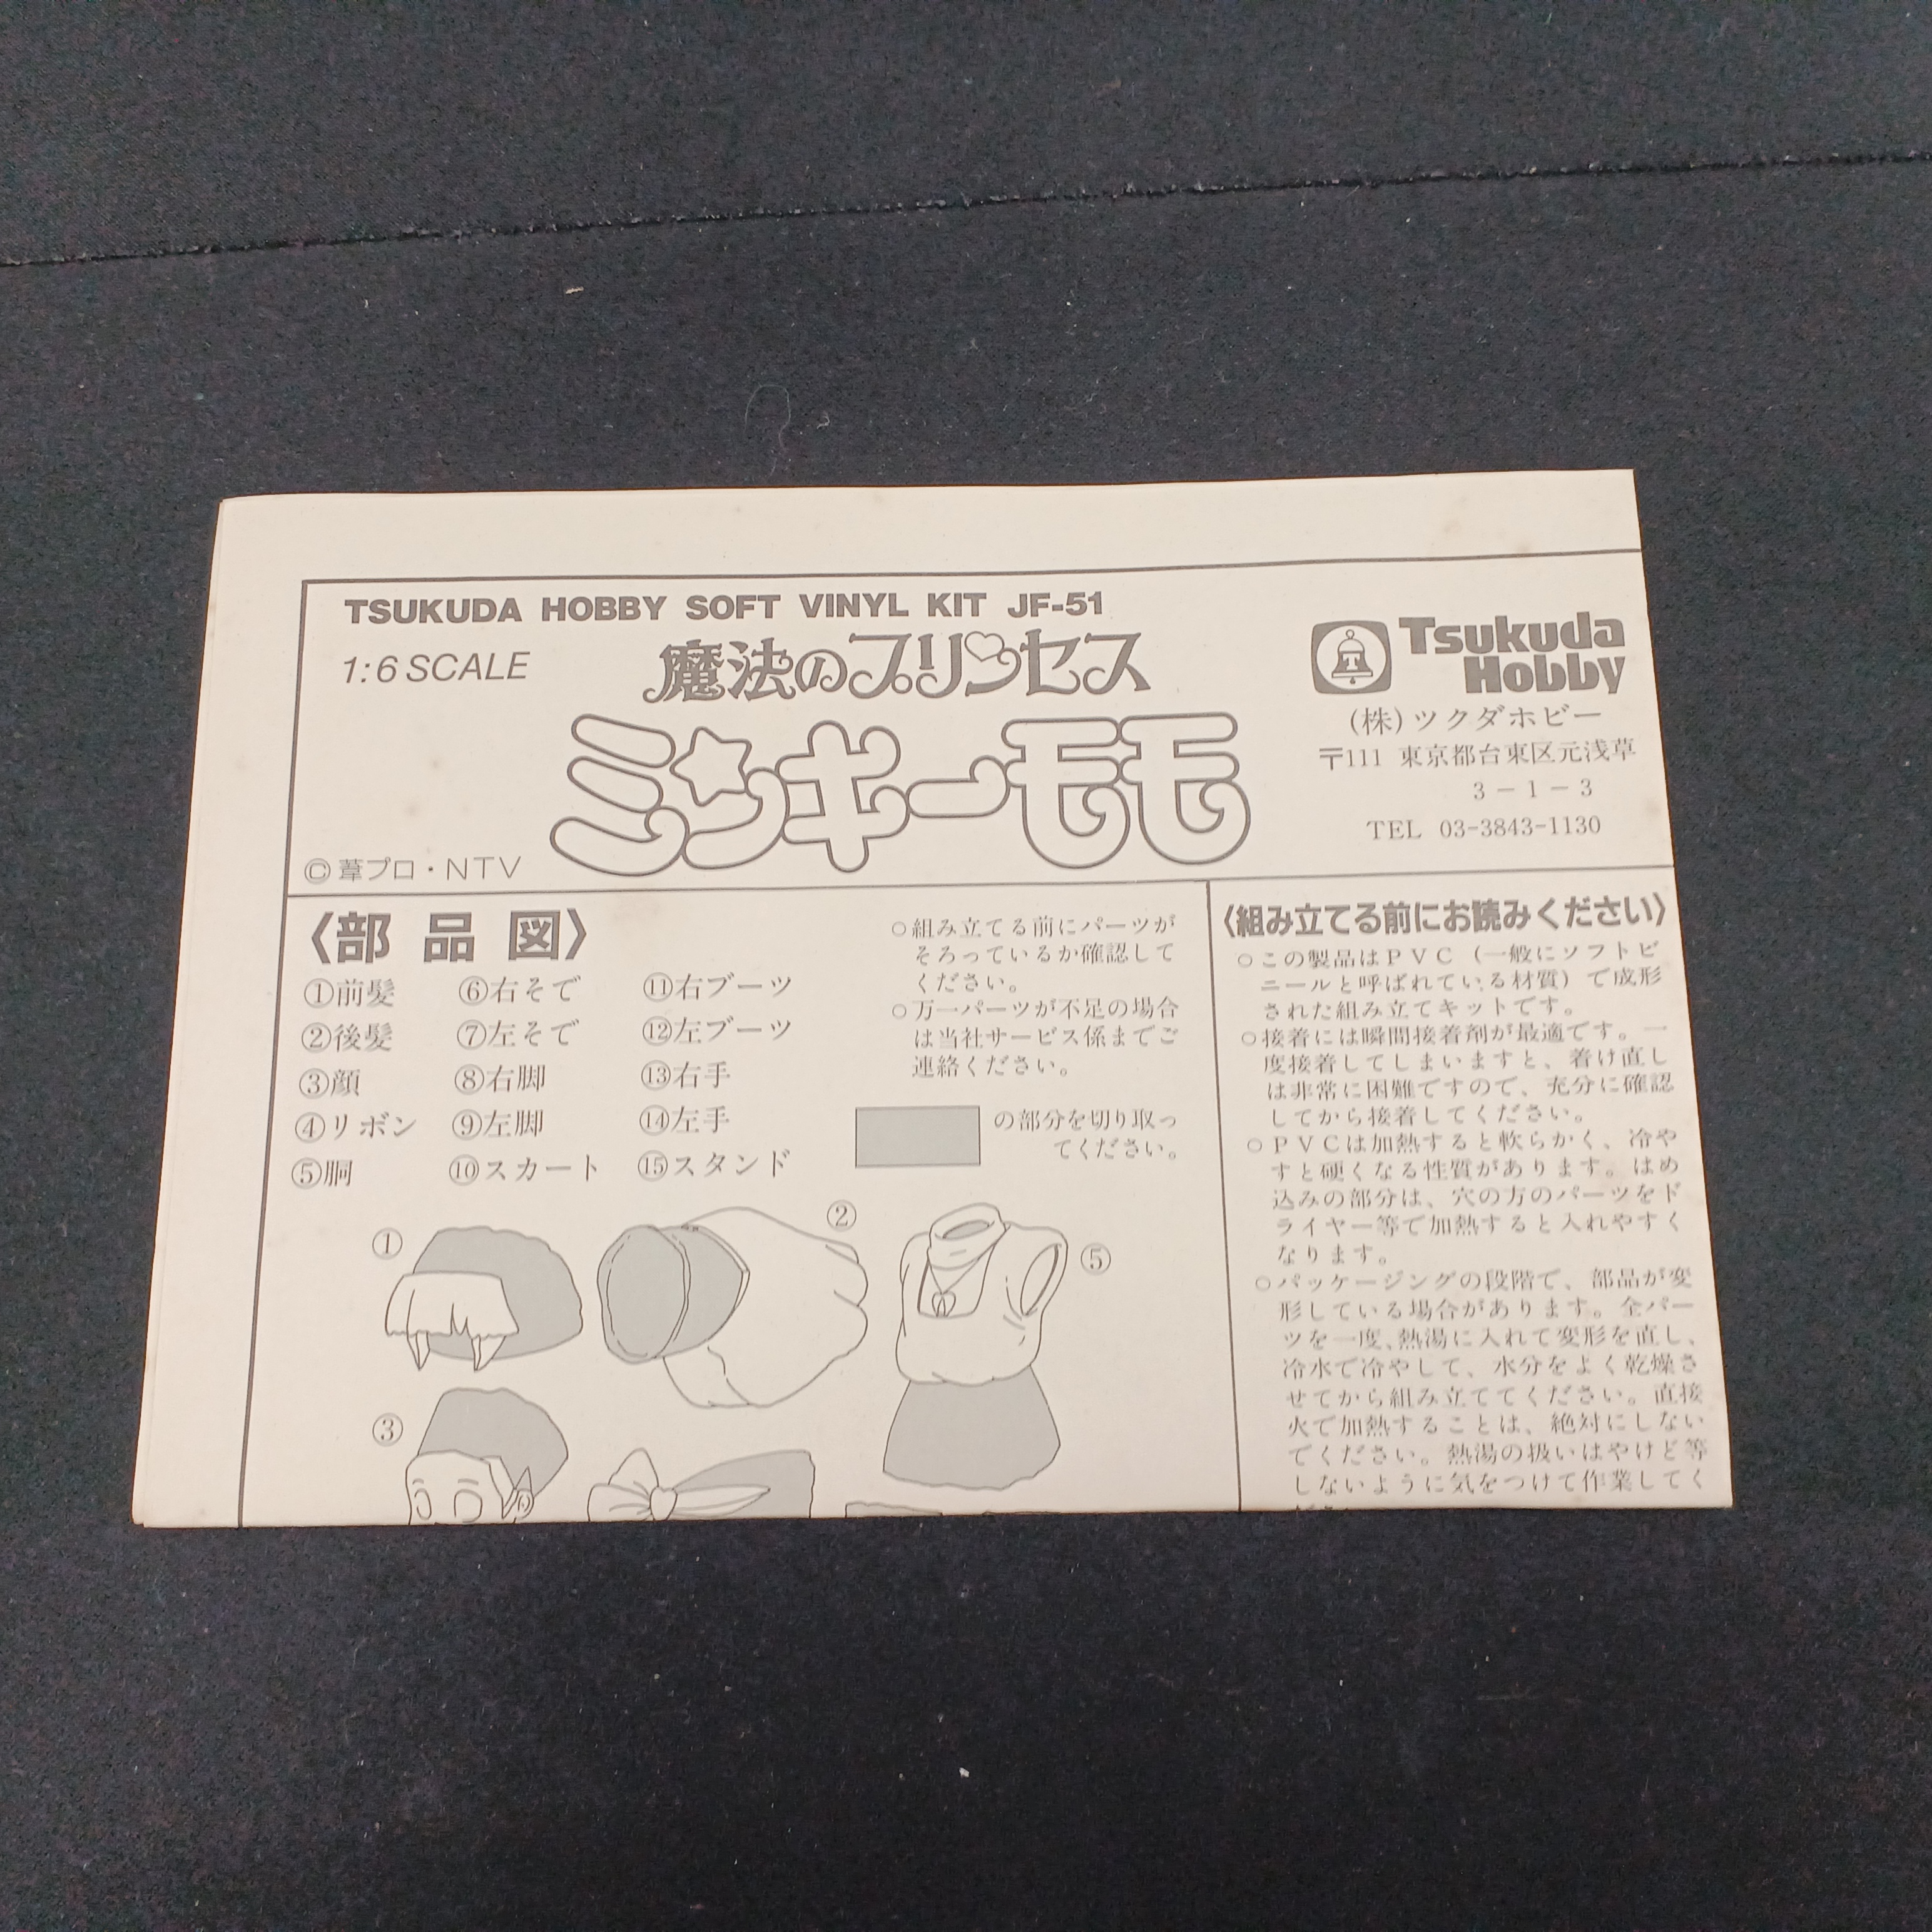 TSUKUDA HOBBY SOFT VINYL KIT JF-51
1:6 SCALE
魔法のプリンセス
ミンキーモモ
©葦プロ・NTV
Tsukuda
Hobby
(株)ツクダホビー
〒111 東京都台東区元浅草
3-1-3
TEL 03-3843-1130
〈部品図〉
①前髪
②後髪
③顔
④リボン
⑤胴
⑥右そで
⑦左そで
⑧右脚
⑨左脚
⑩スカート
⑪右ブーツ
⑫左ブーツ
⑬右手
⑭左手
⑮スタンド
○組み立てる前にパーツが
そろっているか確認して
ください。
○万一パーツが不足の場合
は当社サービス係までご
連絡ください。
の部分を切り取っ
てください。
①
②
⑤
③
〈組み立てる前にお読みください〉
○この製品はPVC(一般にソフトビ
ニールと呼ばれている材質)で成形
された組み立てキットです。
○接着には瞬間接着剤が最適です。一
度接着してしまいますと、着け直し
は非常に困難ですので、充分に確認
してから接着してください。
○PVCは加熱すると軟らかく、冷や
すと硬くなる性質があります。はめ
込みの部分は、穴の方のパーツをド
ライヤー等で加熱すると入れやすく
なります。
○パッケージングの段階で、部品が変
形している場合があります。全パー
ツを一度、熱湯に入れて変形を直し、
冷水で冷やして、水分をよく乾燥さ
せてから組み立ててください。直接
火で加熱することは、絶対にしない
でください。熱湯の扱いはやけど等
しないように気をつけて作業してく